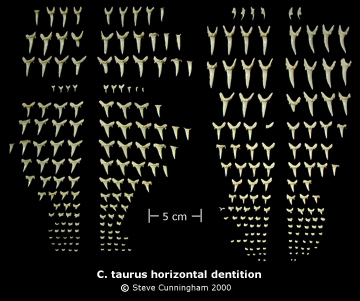 5 cm
C. taurus horizontal dentition
© Steve Cunningham 2000